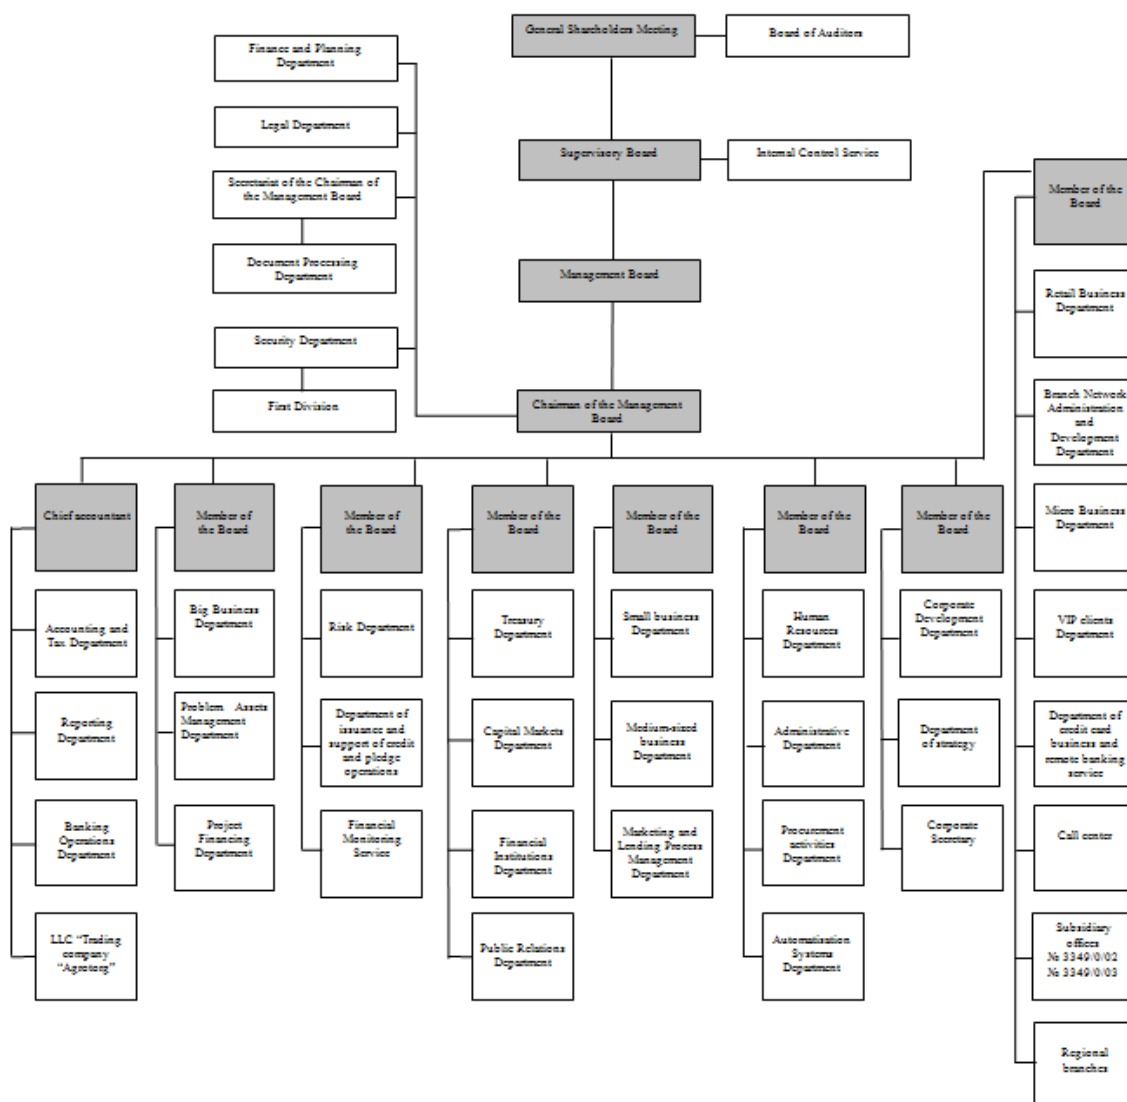 General Shareholders Meeting
Board of Auditors
Finance and Planning
Department
Legal Department
Supervisory Board
Internal Control Service
Secretariat of the Chairman of
the Management Board
Member of the
Board
Document Processing
Department
Management Board
Retail Business
Department
Security Department
First Division
Chairman of the Management
Board
Branch Network
Administration
and
Development
Department
Chief accountant
Member of
the Board
Member of
the Board
Member of the
Board
Member of the
Board
Member of the
Board
Member of the
Board
Micro Business
Department
Accounting and
Tax Department
Big Business
Department
Risk Department
Treasury
Department
Small business
Department
Human
Resources
Department
Corporate
Development
Department
VIP clients
Department
Reporting
Department
Problem Assets
Management
Department
Department of
issuance and
support of credit
and pledge
operations
Capital Markets
Department
Medium-sized
business
Department
Administrative
Department
Department
of strategy
Department of
credit card
business and
remote banking
service
Banking
Operations
Department
Project
Financing
Department
Financial
Monitoring
Service
Financial
Institutions
Department
Marketing and
Lending Process
Management
Department
Procurement
activities
Department
Corporate
Secretary
Call center
LLC “Trading
company
“Agrotorg”
Public Relations
Department
Automatisation
Systems
Department
Subsidiary
offices
№ 3349/0/02
№ 3349/0/03
Regional
branches